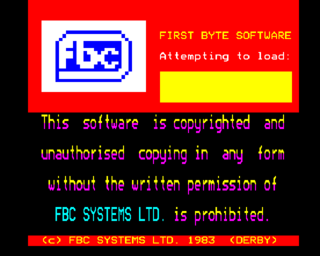 fbc
FIRST BYTE SOFTWARE
Attempting to load:
This software is copyrighted and
unauthorised copying in any form
without the written permission of
FBC SYSTEMS LTD. is prohibited.
(c) FBC SYSTEMS LTD. 1983 (DERBY)